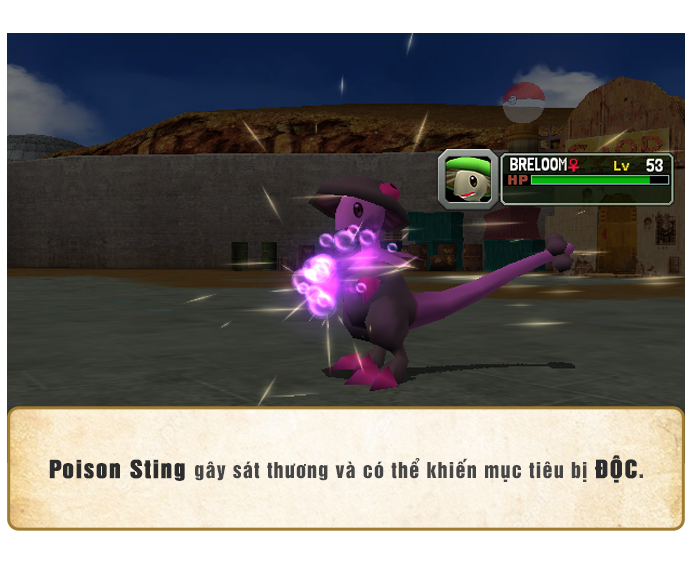 BRELOOM♀ Lv 53
HP
Poison Sting gây sát thương và có thể khiến mục tiêu bị ĐỘC.